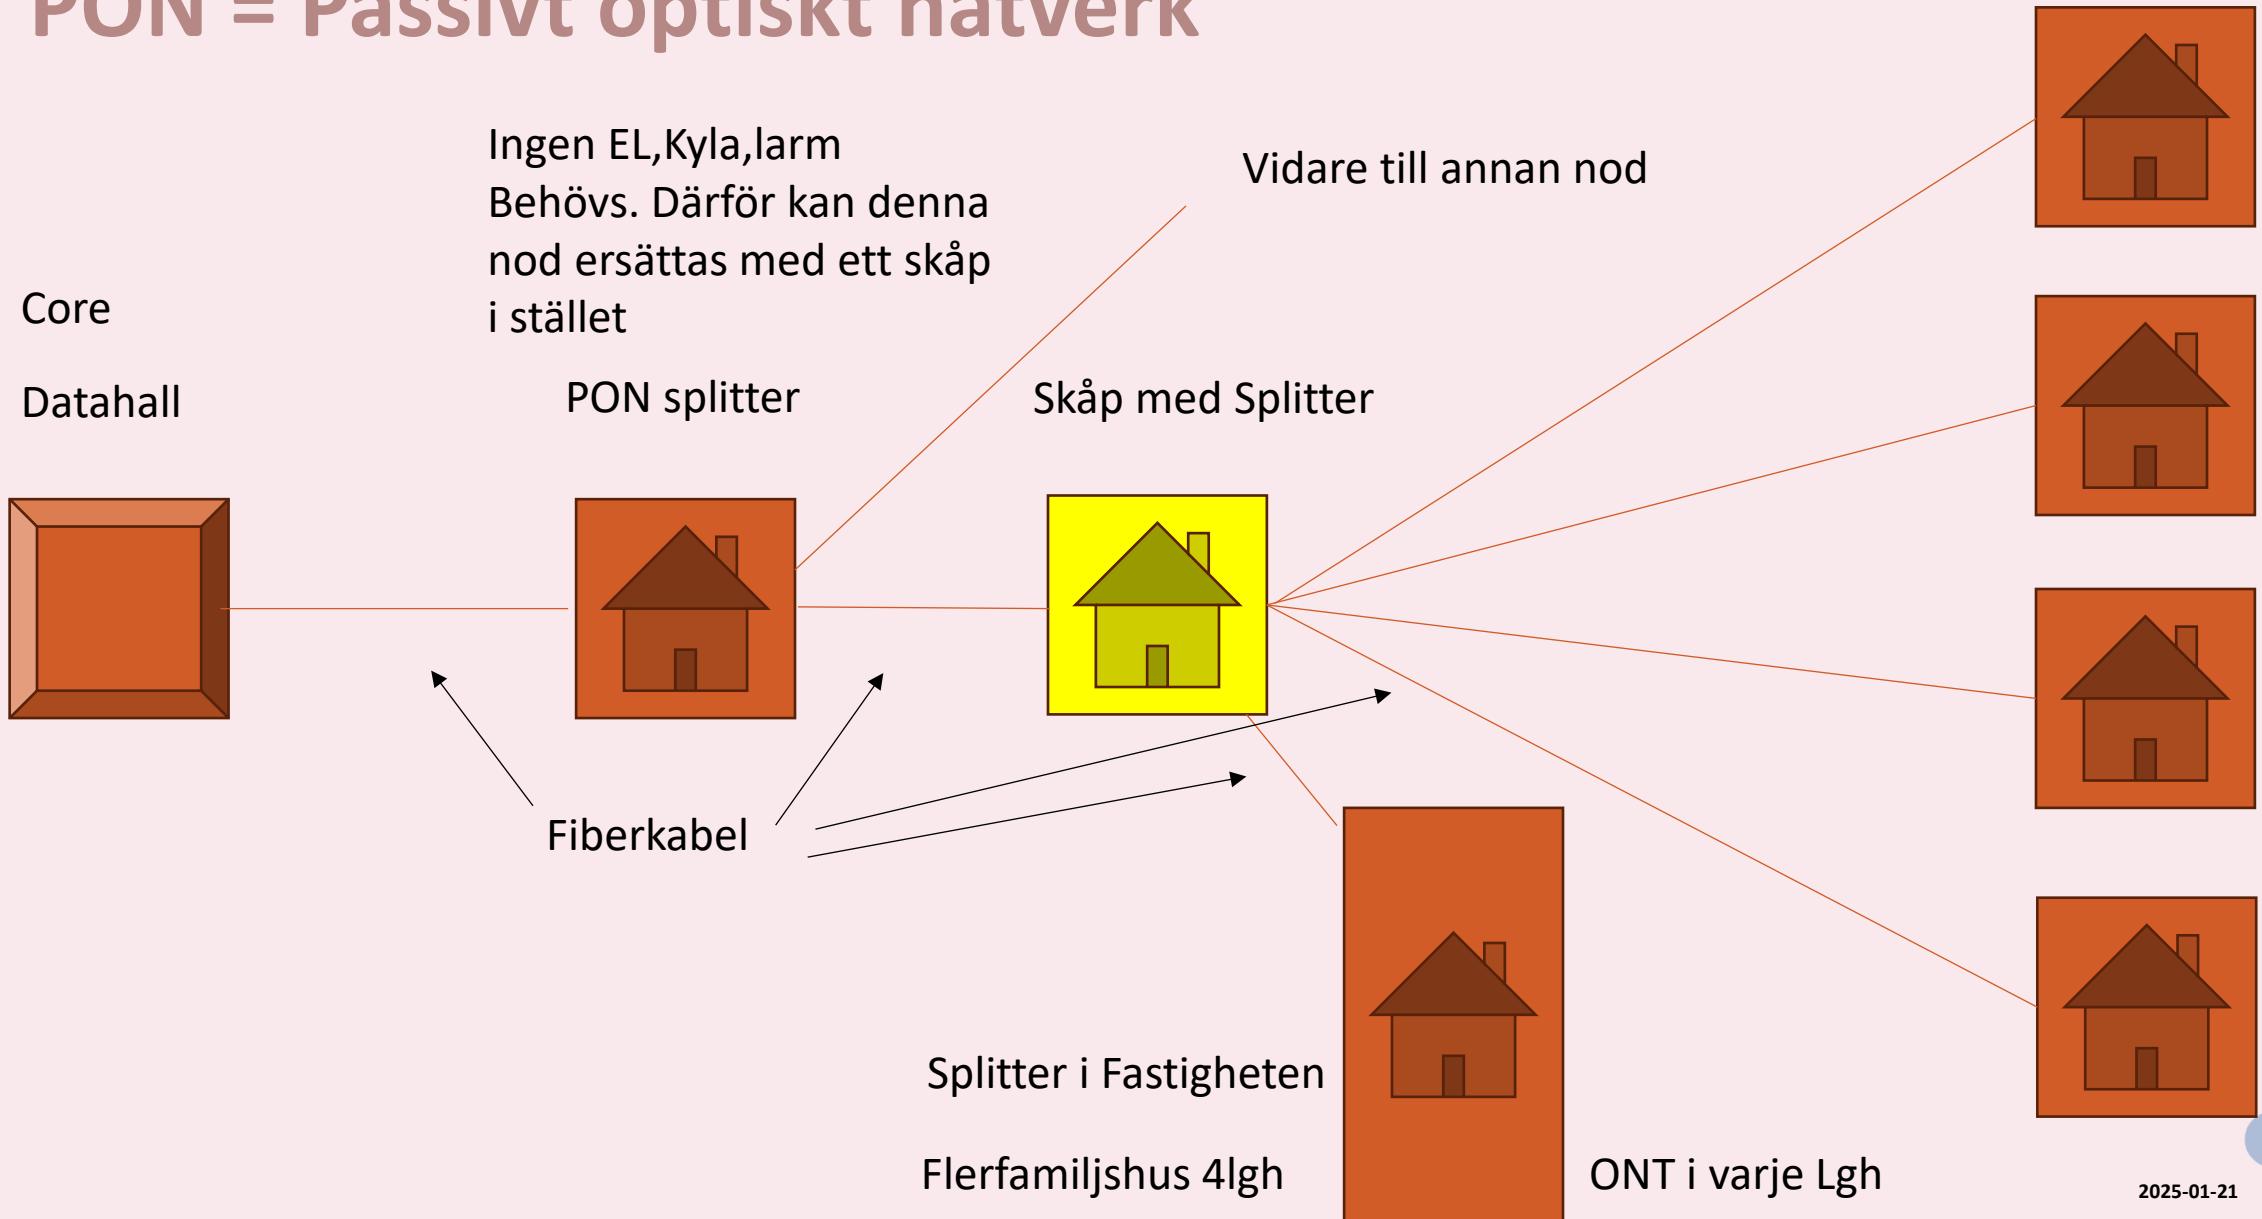 PON = Passivt optiskt nätverk
Ingen EL,Kyla,larm
Behövs. Därför kan denna
nod ersättas med ett skåp
i stället
Vidare till annan nod
Core
Datahall
PON splitter
Skåp med Splitter
Fiberkabel
Splitter i Fastigheten
Flerfamiljshus 4lgh
ONT i varje Lgh
2025-01-21